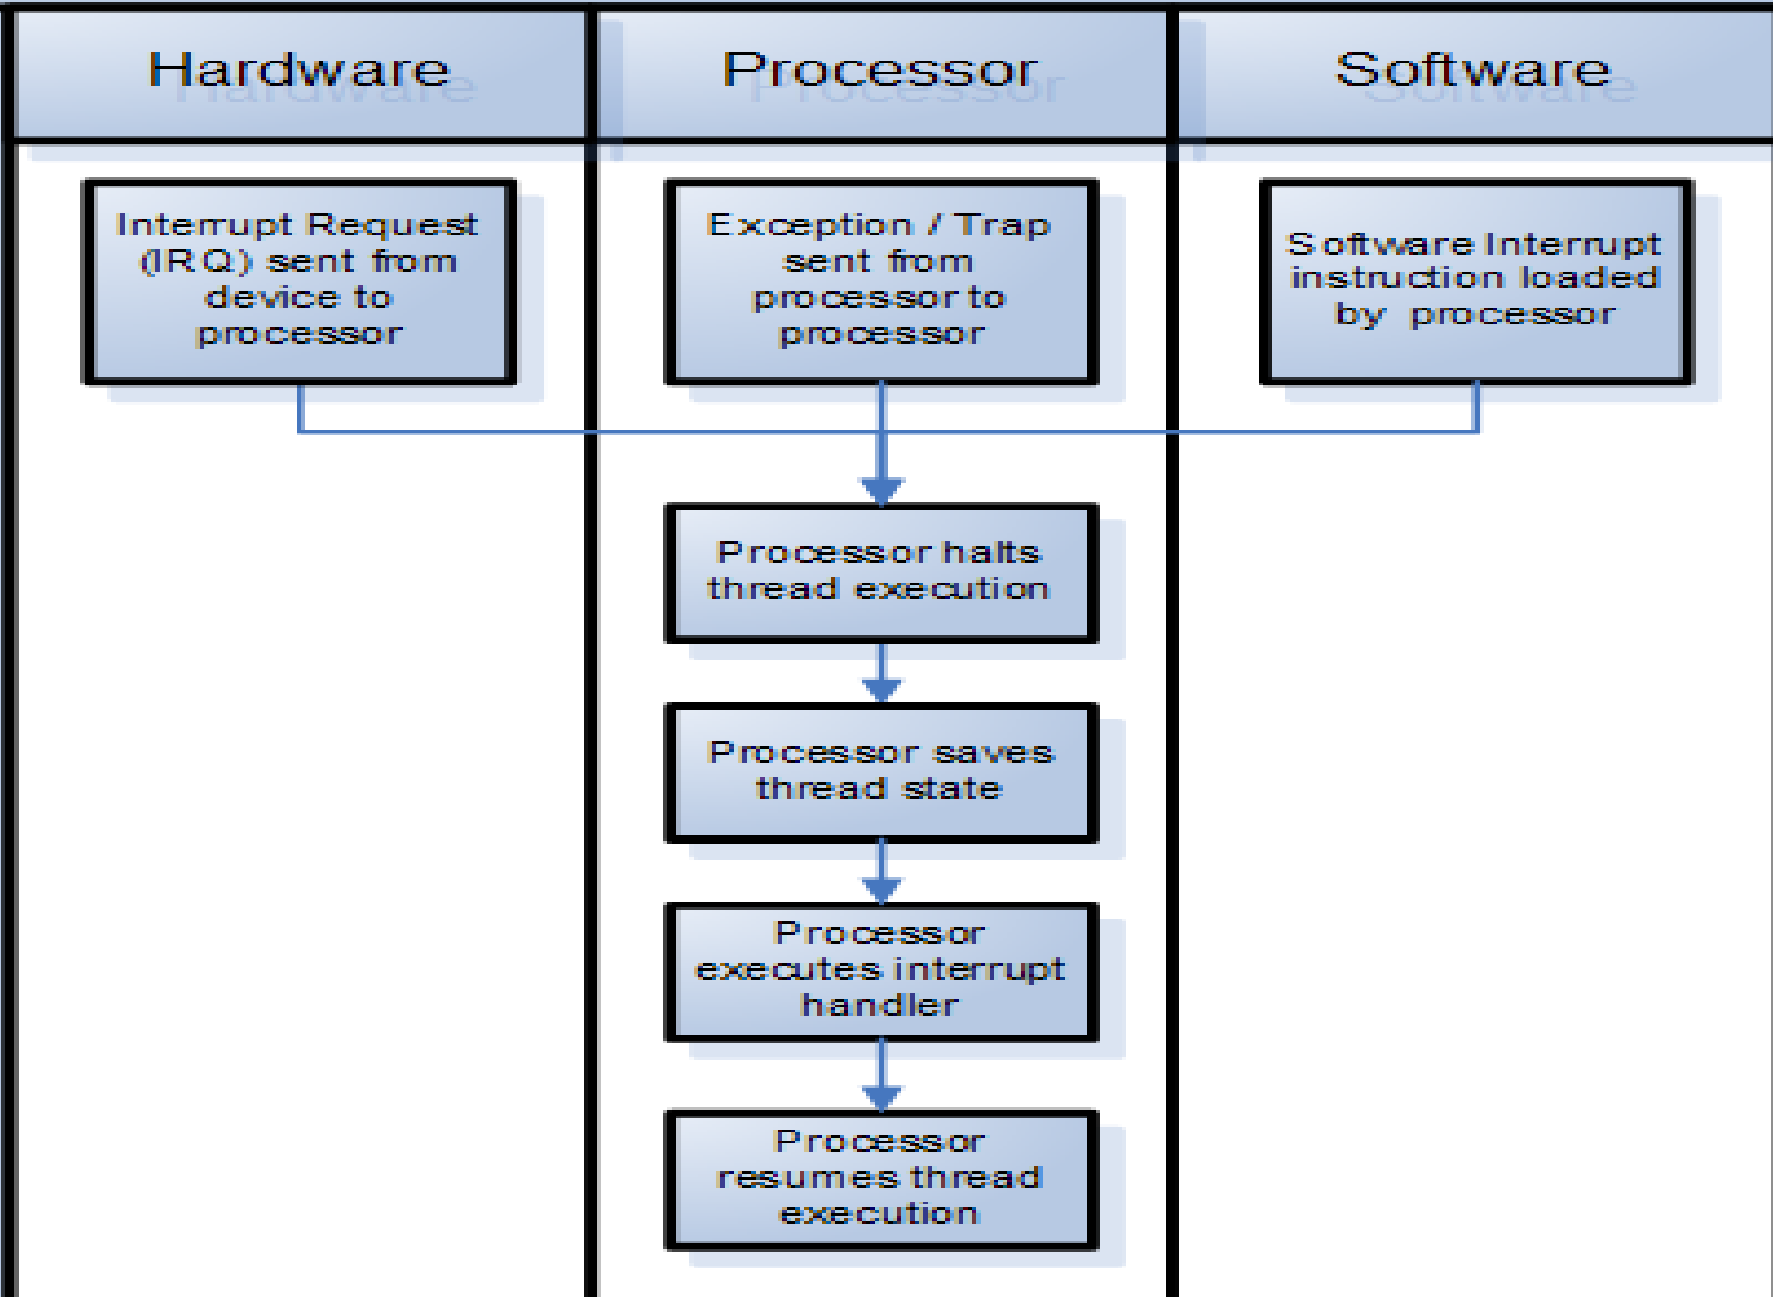 Hardware
Processor
Software
Interrupt Request
(IRQ) sent from
device to
processor
Exception / Trap
sent from
processor to
processor
Software Interrupt
instruction loaded
by processor
Processor halts
thread execution
Processor saves
thread state
Processor
executes interrupt
handler
Processor
resumes thread
execution